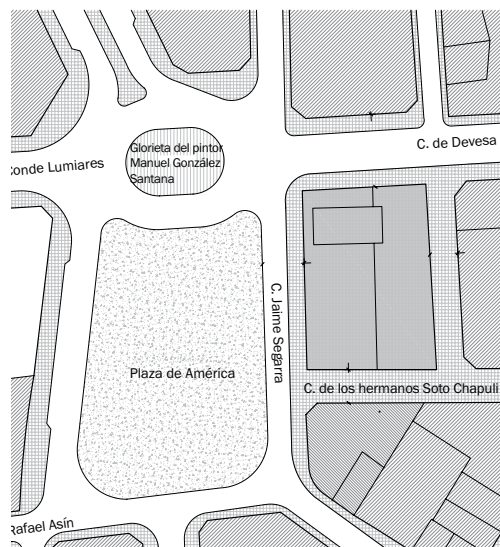 C. de Devesa
Glorieta del pintor
Manuel González
Santana
Conde Lumiares
C. Jaime Segarra
Plaza de América
C. de los hermanos Soto Chapuli
Rafael Asín